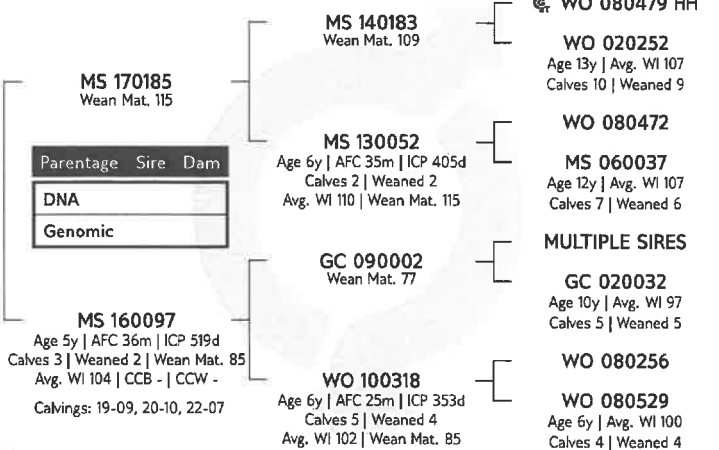 WO 080479 HH
MS 140183
Wean Mat. 109
WO 020252
Age 13y | Avg. WI 107
Calves 10 | Weaned 9
MS 170185
Wean Mat. 115
WO 080472
MS 130052
Age 6y | AFC 35m | ICP 405d
Calves 2 | Weaned 2
Avg. WI 110 | Wean Mat. 115
MS 060037
Age 12y | Avg. WI 107
Calves 7 | Weaned 6
Parentage Sire Dam
DNA
Genomic
MULTIPLE SIRES
GC 090002
Wean Mat. 77
GC 020032
Age 10y | Avg. WI 97
Calves 5 | Weaned 5
MS 160097
Age 5y | AFC 36m | ICP 519d
Calves 3 | Weaned 2 | Wean Mat. 85
Avg. WI 104 | CCB - | CCW -
Calvings: 19-09, 20-10, 22-07
WO 080256
WO 100318
Age 6y | AFC 25m | ICP 353d
Calves 5 | Weaned 4
Avg. WI 102 | Wean Mat. 85
WO 080529
Age 6y | Avg. WI 100
Calves 4 | Weaned 4